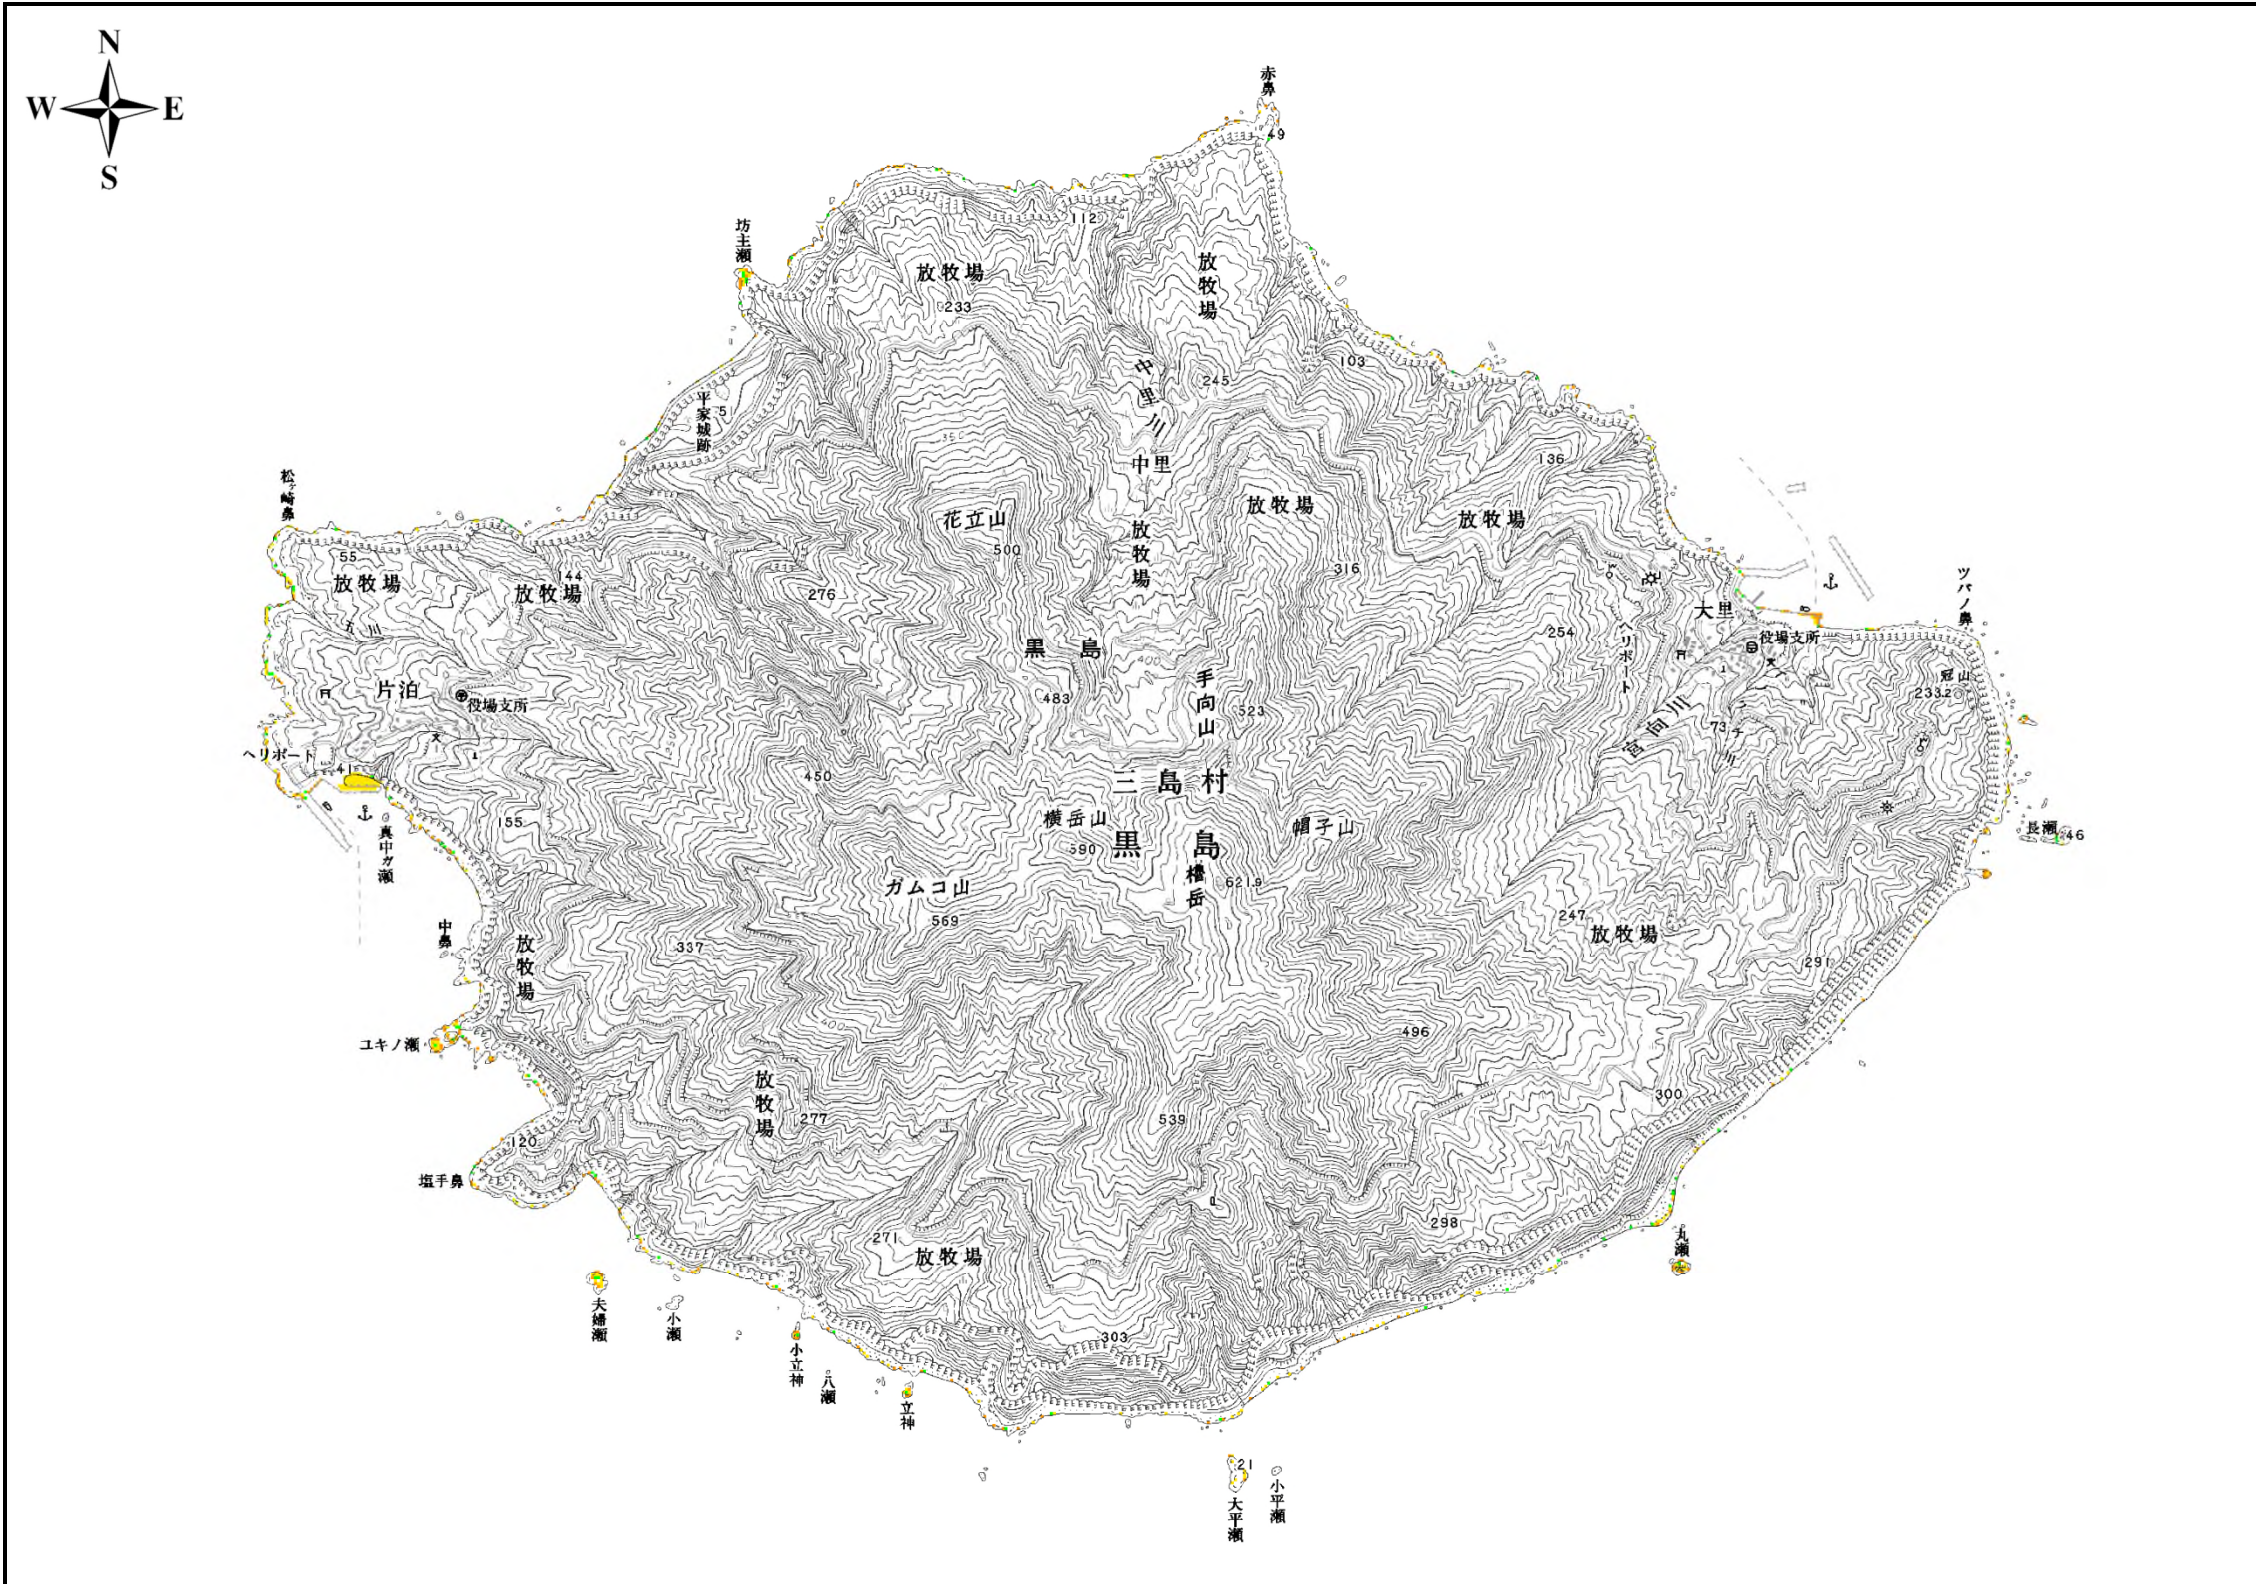 N
W E
S
赤鼻
49
112
坊主瀬
放牧場
放牧場
233
中里川
103
245
平家城跡
51
中里
136
松ヶ崎鼻
放牧場
放牧場
花立山
放牧場
500
55
放牧場
144
放牧場
276
316
ツバノ鼻
大里
254
ヘリポート
役場支所
五川
黒島
400
手向山
冠山
233.2
片泊
役場支所
483
523
宮向川
73
ヘリポート
41
450
三島村
真中ガ瀬
155
横岳山
590
黒島
帽子山
長瀬
46
櫓岳
621.9
ガムコ山
569
247
放牧場
中鼻
放牧場
337
291
ユキノ瀬
400
496
放牧場
277
539
300
120
塩手鼻
271
放牧場
298
300
丸瀬
夫婦瀬
小瀬
小立神
八瀬
立神
303
21
大平瀬
小平瀬